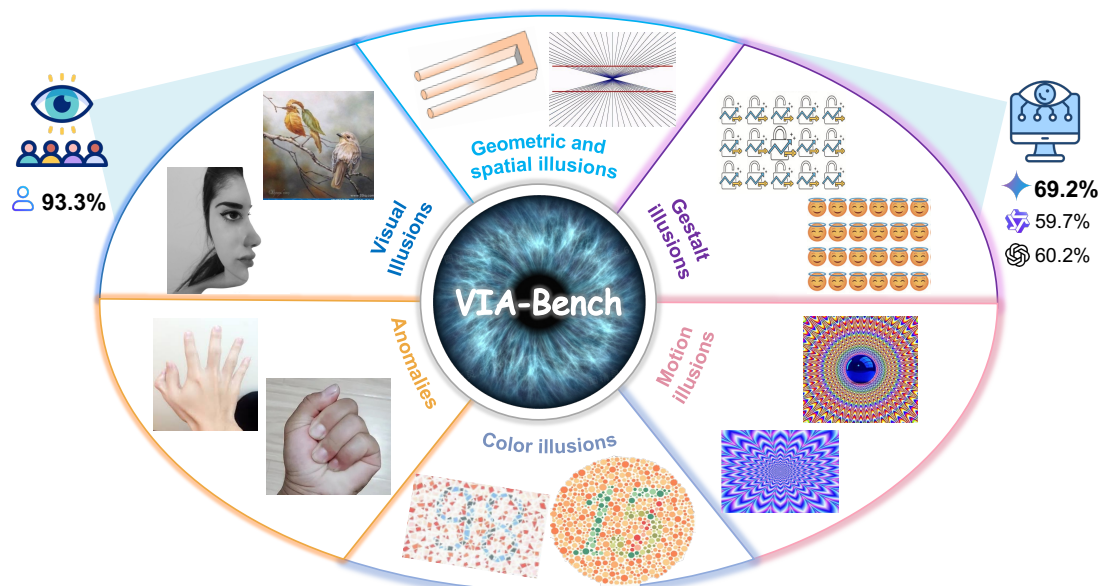 Geometric and
spatial illusions
93.3%
Visual
Illusions
Gestalt
illusions
69.2%
59.7%
60.2%
VIA-Bench
Anomalies
Motion
illusions
Color illusions
98
15